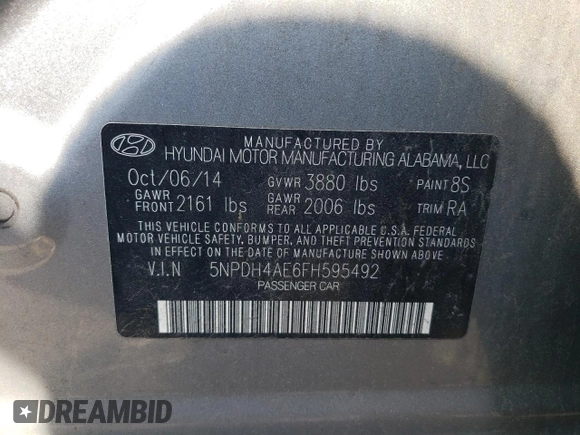 MANUFACTURED BY
HYUNDAI MOTOR MANUFACTURING ALABAMA, LLC
Oct/06/14 GVWR 3880 lbs PAINT 8S
GAWR FRONT 2161 lbs GAWR REAR 2006 lbs TRIM RA
THIS VEHICLE CONFORMS TO ALL U.S.A. FEDERAL
MOTOR VEHICLE SAFETY, BUMPER, AND THEFT PREVENTION STANDARDS
IN EFFECT ON THE DATE OF MANUFACTURE SHOWN ABOVE
V.I.N 5NPDH4AE6FH595492
PASSENGER CAR
DREAMBID